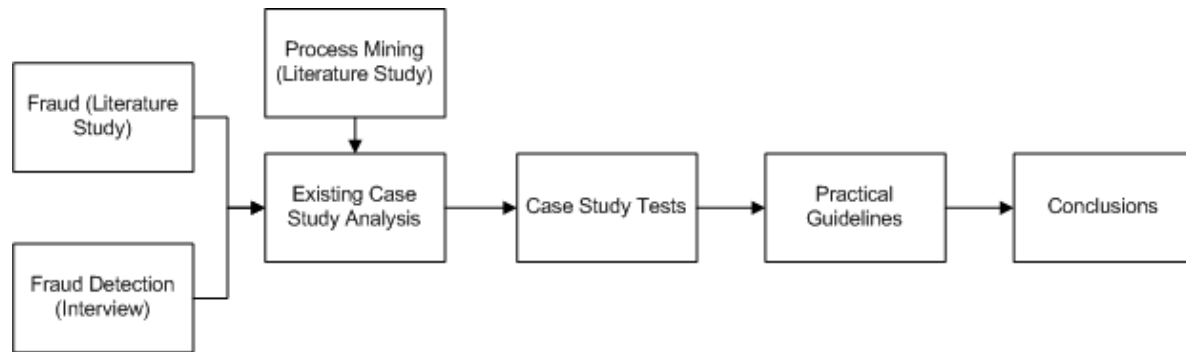 Process Mining
(Literature Study)
Fraud (Literature
Study)
Existing Case
Study Analysis
Case Study Tests
Practical
Guidelines
Conclusions
Fraud Detection
(Interview)